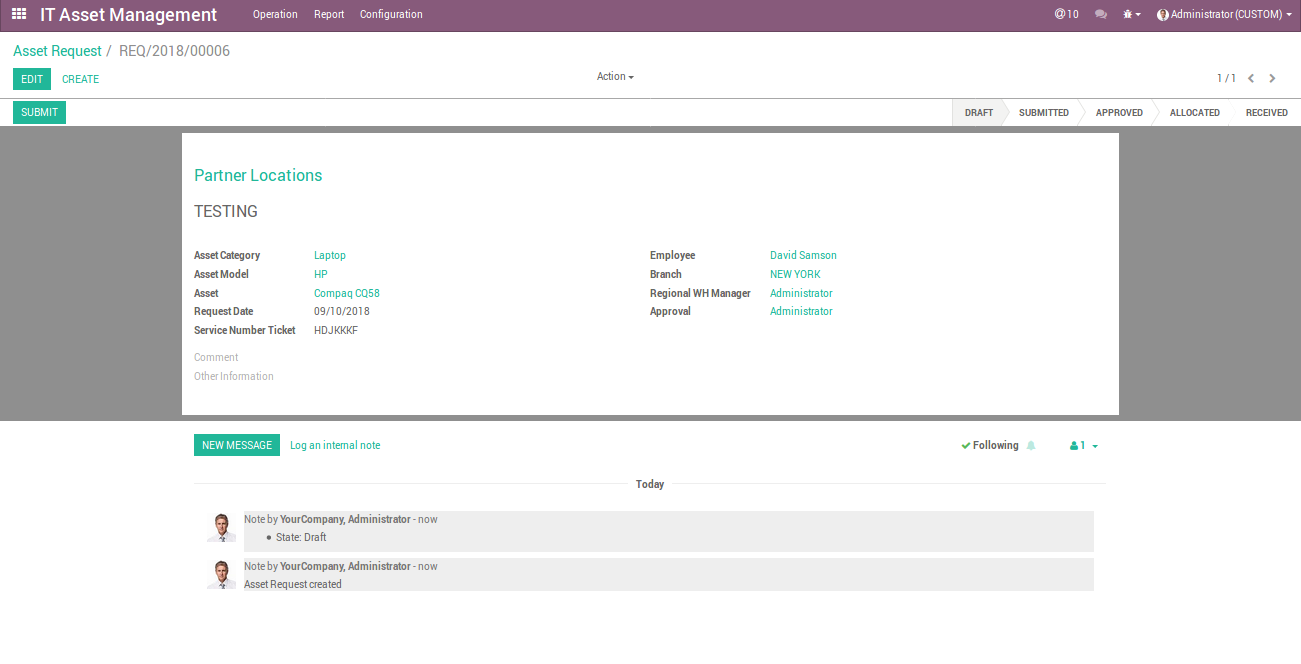 IT Asset Management Operation Report Configuration @10 Administrator (CUSTOM)
Asset Request / REQ/2018/00006
EDIT CREATE Action 1 / 1
SUBMIT DRAFT SUBMITTED APPROVED ALLOCATED RECEIVED
Partner Locations
TESTING
Asset Category Laptop Employee David Samson
Asset Model HP Branch NEW YORK
Asset Compaq CQ58 Regional WH Manager Administrator
Request Date 09/10/2018 Approval Administrator
Service Number Ticket HDJKKKF
Comment
Other Information
NEW MESSAGE Log an internal note Following 1
Today
Note by YourCompany, Administrator - now
• State: Draft
Note by YourCompany, Administrator - now
Asset Request created